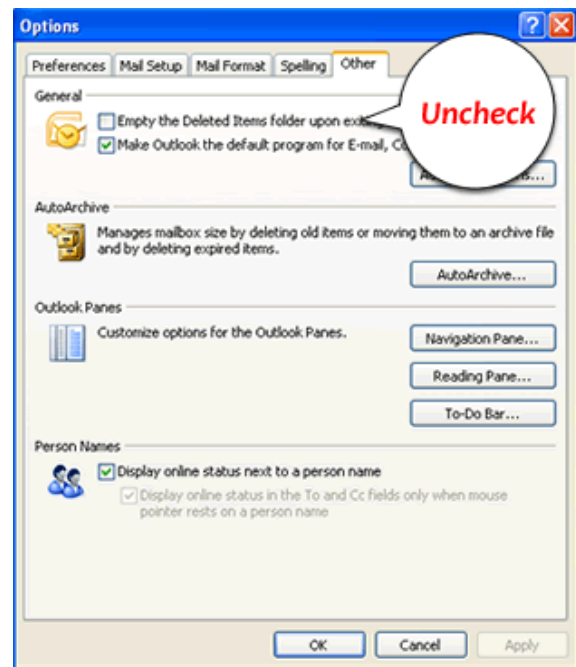 Options
Preferences Mail Setup Mail Format Spelling Other
General
Empty the Deleted Items folder upon
Uncheck
Make Outlook the default program for E-mail,
AutoArchive
Manages mailbox size by deleting old items or moving them to an archive file
and by deleting expired items.
AutoArchive...
Outlook Panes
Customize options for the Outlook Panes.
Navigation Pane...
Reading Pane...
To-Do Bar...
Person Names
Display online status next to a person name
Display online status in the To and Cc fields only when mouse
pointer rests on a person name
OK Cancel Apply